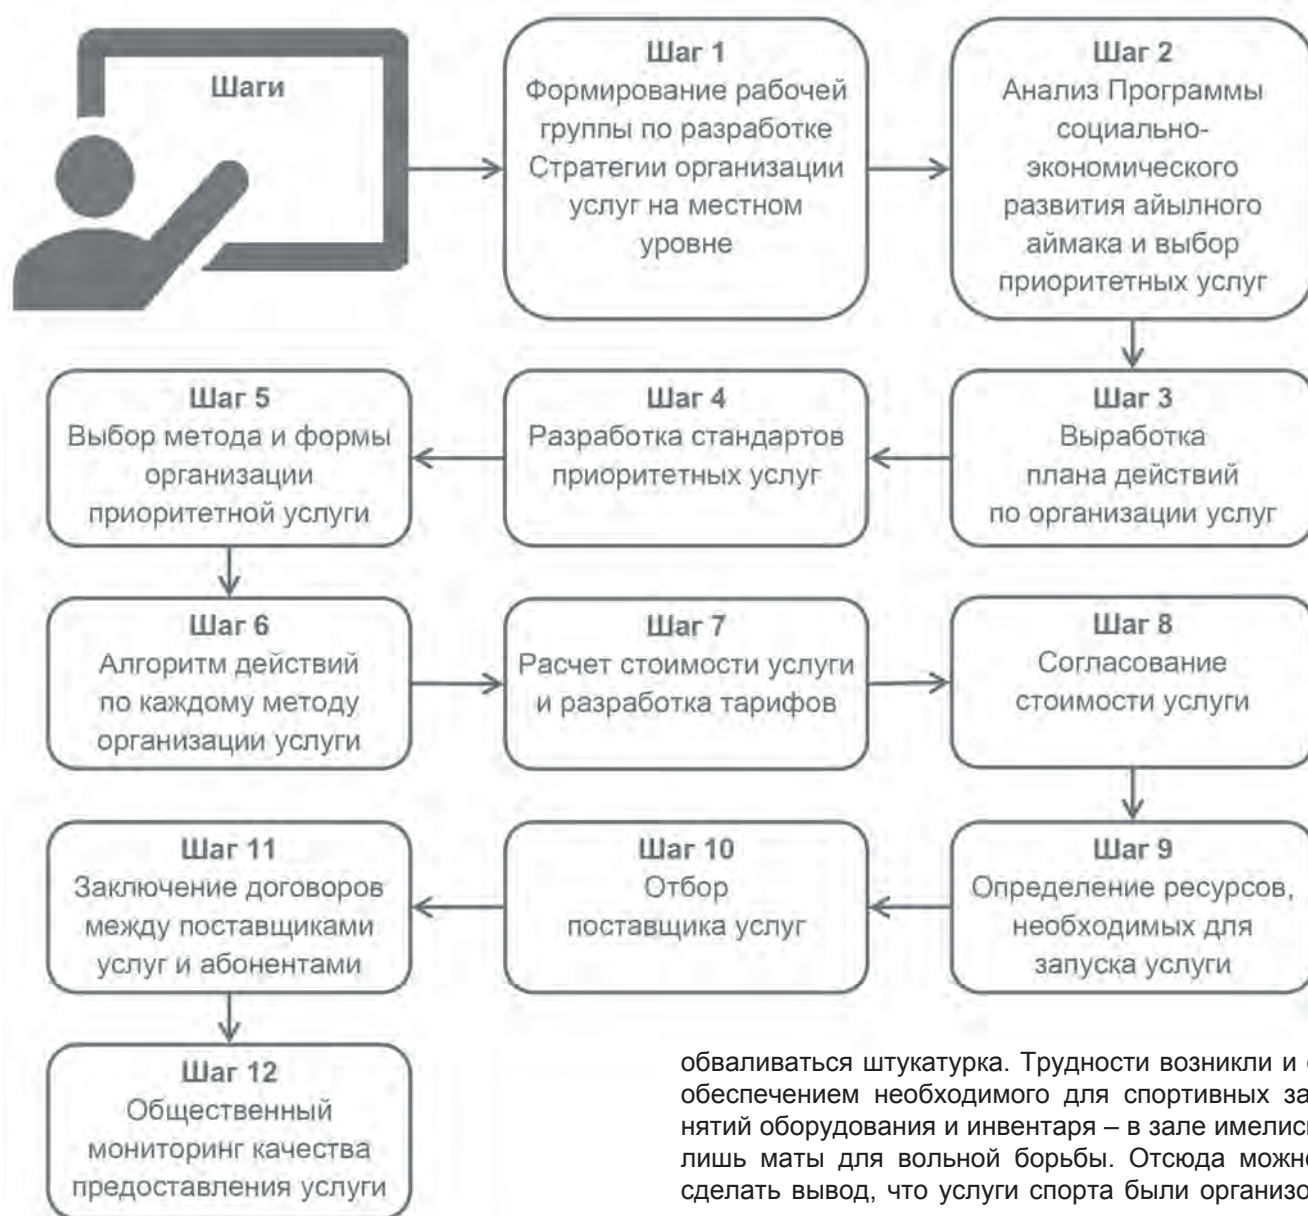 Шаги
Шаг 1
Формирование рабочей
группы по разработке
Стратегии организации
услуг на местном
уровне
Шаг 2
Анализ Программы
социально-
экономического
развития айылного
аймака и выбор
приоритетных услуг
Шаг 3
Выработка
плана действий
по организации услуг
Шаг 4
Разработка стандартов
приоритетных услуг
Шаг 5
Выбор метода и формы
организации
приоритетной услуги
Шаг 6
Алгоритм действий
по каждому методу
организации услуги
Шаг 7
Расчет стоимости услуги
и разработка тарифов
Шаг 8
Согласование
стоимости услуги
Шаг 9
Определение ресурсов,
необходимых для
запуска услуги
Шаг 10
Отбор
поставщика услуг
Шаг 11
Заключение договоров
между поставщиками
услуг и абонентами
Шаг 12
Общественный
мониторинг качества
предоставления услуги
обваливаться штукатурка. Трудности возникли и
обеспечением необходимого для спортивных за
нятий оборудования и инвентаря – в зале имелис
лишь маты для вольной борьбы. Отсюда можно
сделать вывод, что услуги спорта были организо